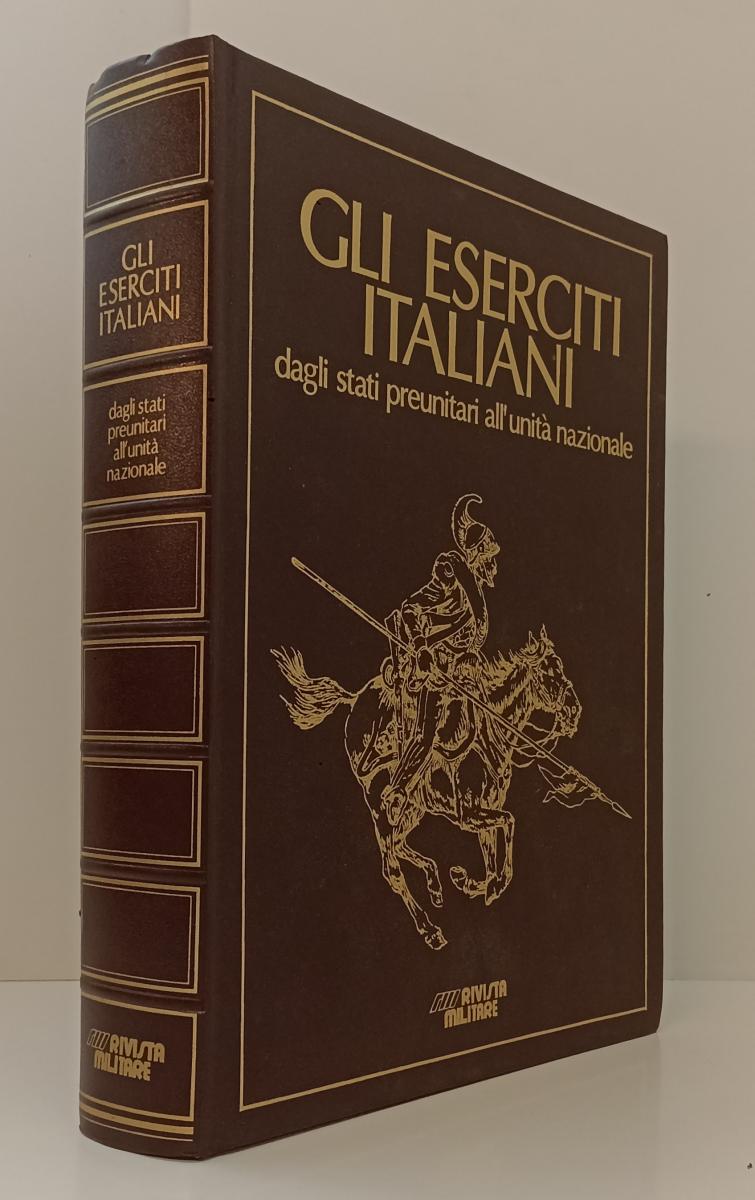 GLI
ESERCITI
ITALIANI
dagli stati
preunitari
all'unità
nazionale
RIVISTA
MILITARE
GLI ESERCITI
ITALIANI
dagli stati preunitari all'unità nazionale
RIVISTA
MILITARE